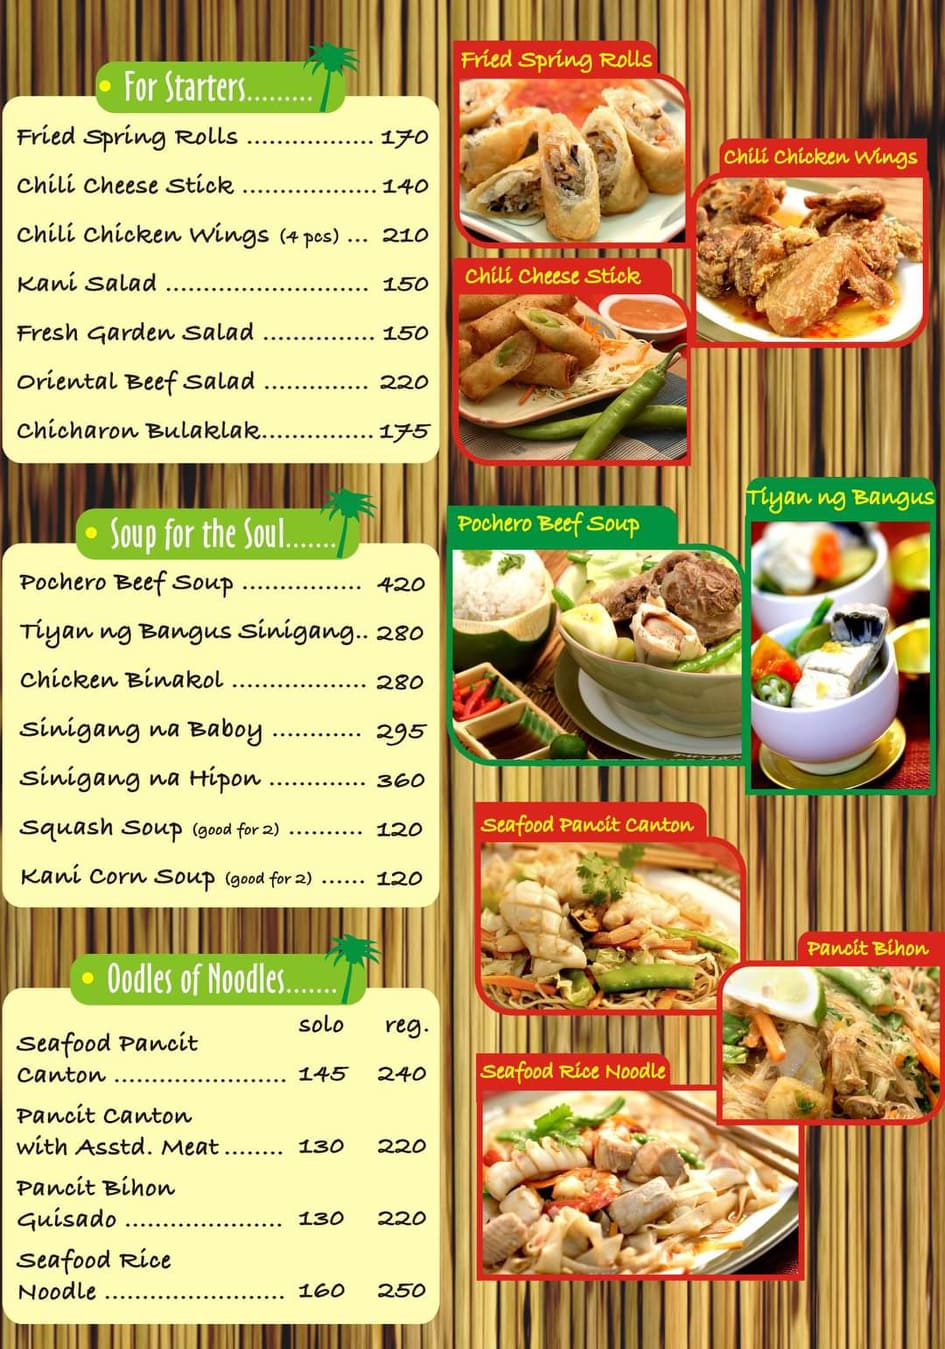 For Starters.........
Fried Spring Rolls ................. 170
Chili Cheese Stick .................. 140
Chili Chicken Wings (4 pcs) ... 210
Kani Salad ........................... 150
Fresh Garden Salad ............... 150
Oriental Beef Salad .............. 220
Chicharon Bulaklak............... 175
Soup for the Soul.......
Pochero Beef Soup ................ 420
Tiyan ng Bangus Sinigang.. 280
Chicken Binakol .................. 280
Sinigang na Baboy ............ 295
Sinigang na Hipon ............. 360
Squash Soup (good for 2) .......... 120
Kani Corn Soup (good for 2) ...... 120
Oodles of Noodles.......
solo reg.
Seafood Pancit
Canton ....................... 145 240
Pancit Canton
with Asstd. Meat ........ 130 220
Pancit Bihon
Guisado ..................... 130 220
Seafood Rice
Noodle ........................ 160 250
Fried Spring Rolls
Chili Chicken Wings
Chili Cheese Stick
Pochero Beef Soup
Tiyan ng Bangus
Seafood Pancit Canton
Pancit Bihon
Seafood Rice Noodle